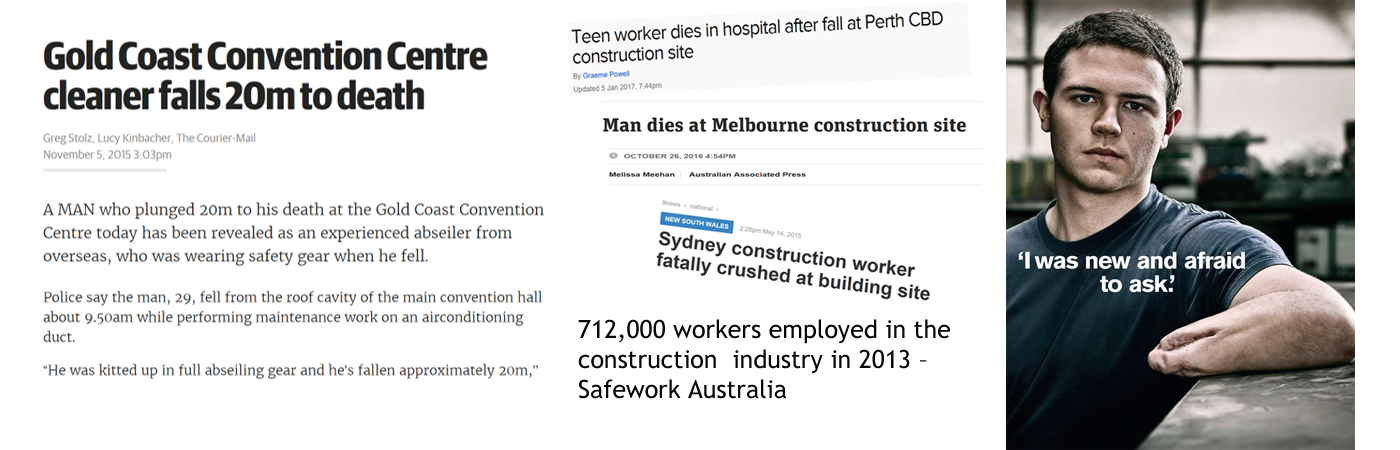 Gold Coast Convention Centre
cleaner falls 20m to death
Greg Stolz, Lucy Kinbacher, The Courier-Mail
November 5, 2015 3:03pm
A MAN who plunged 20m to his death at the Gold Coast Convention
Centre today has been revealed as an experienced abseiler from
overseas, who was wearing safety gear when he fell.
Police say the man, 29, fell from the roof cavity of the main convention hall
about 9.50am while performing maintenance work on an airconditioning
duct.
“He was kitted up in full abseiling gear and he's fallen approximately 20m,”
Teen worker dies in hospital after fall at Perth CBD
construction site
By Graeme Powell
Updated 5 Jan 2017, 7:44pm
Man dies at Melbourne construction site
OCTOBER 26, 2016 4:54PM
Melissa Meehan | Australian Associated Press
9news › national ›
NEW SOUTH WALES 2:28pm May 14, 2015
Sydney construction worker
fatally crushed at building site
712,000 workers employed in the
construction industry in 2013 –
Safework Australia
‘I was new and afraid
to ask.’